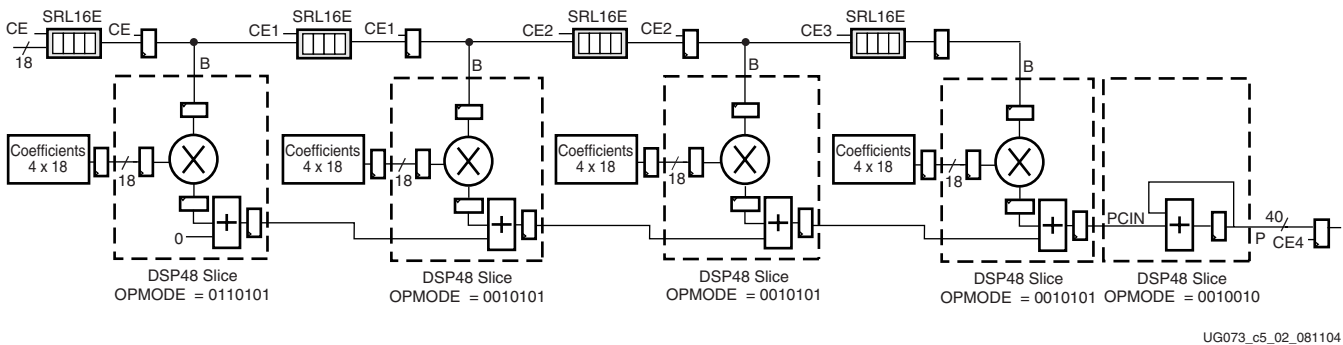 SRL16E
SRL16E
SRL16E
SRL16E
CE
CE
CE1
CE1
CE2
CE2
CE3
18
B
B
B
B
Coefficients
4 x 18
18
Coefficients
4 x 18
18
Coefficients
4 x 18
18
Coefficients
4 x 18
18
0
+
+
+
+
PCIN
+
40
P
CE4
DSP48 Slice
OPMODE = 0110101
DSP48 Slice
OPMODE = 0010101
DSP48 Slice
OPMODE = 0010101
DSP48 Slice
OPMODE = 0010101
DSP48 Slice
OPMODE = 0010010
UG073_c5_02_081104